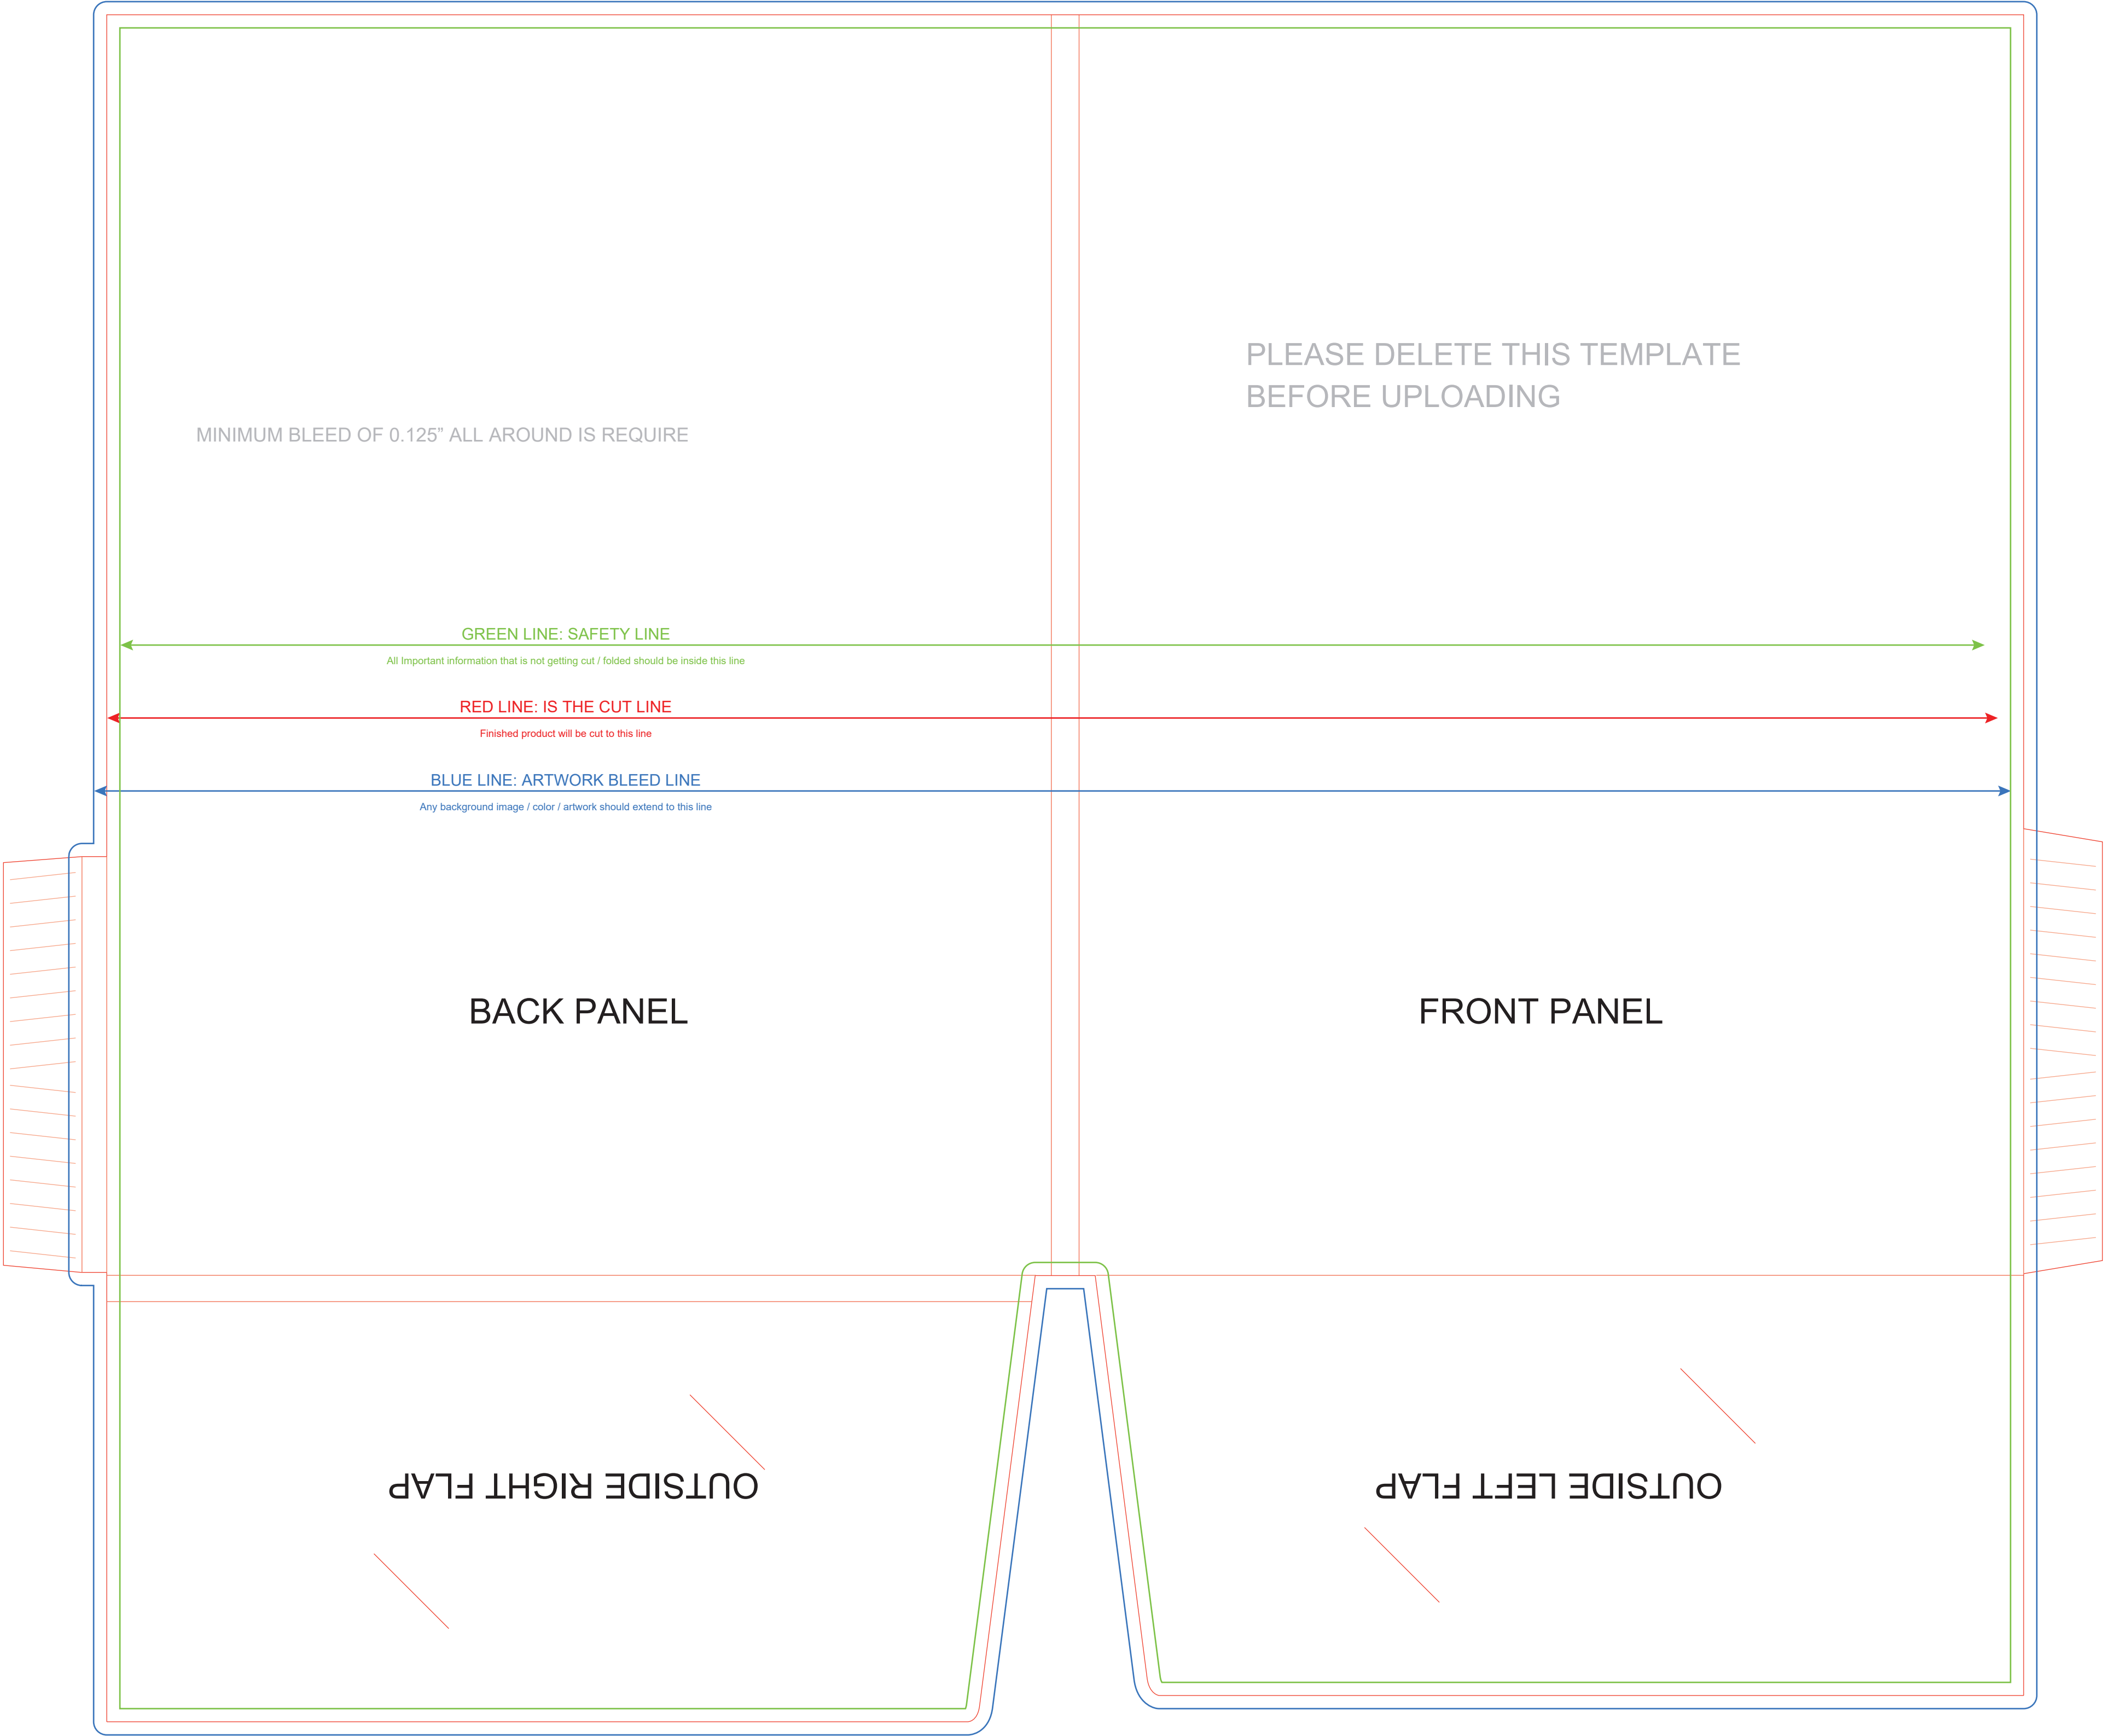 PLEASE DELETE THIS TEMPLATE
BEFORE UPLOADING
MINIMUM BLEED OF 0.125” ALL AROUND IS REQUIRE
GREEN LINE: SAFETY LINE
All Important information that is not getting cut / folded should be inside this line
RED LINE: IS THE CUT LINE
Finished product will be cut to this line
BLUE LINE: ARTWORK BLEED LINE
Any background image / color / artwork should extend to this line
BACK PANEL
FRONT PANEL
OUTSIDE RIGHT FLAP
OUTSIDE LEFT FLAP